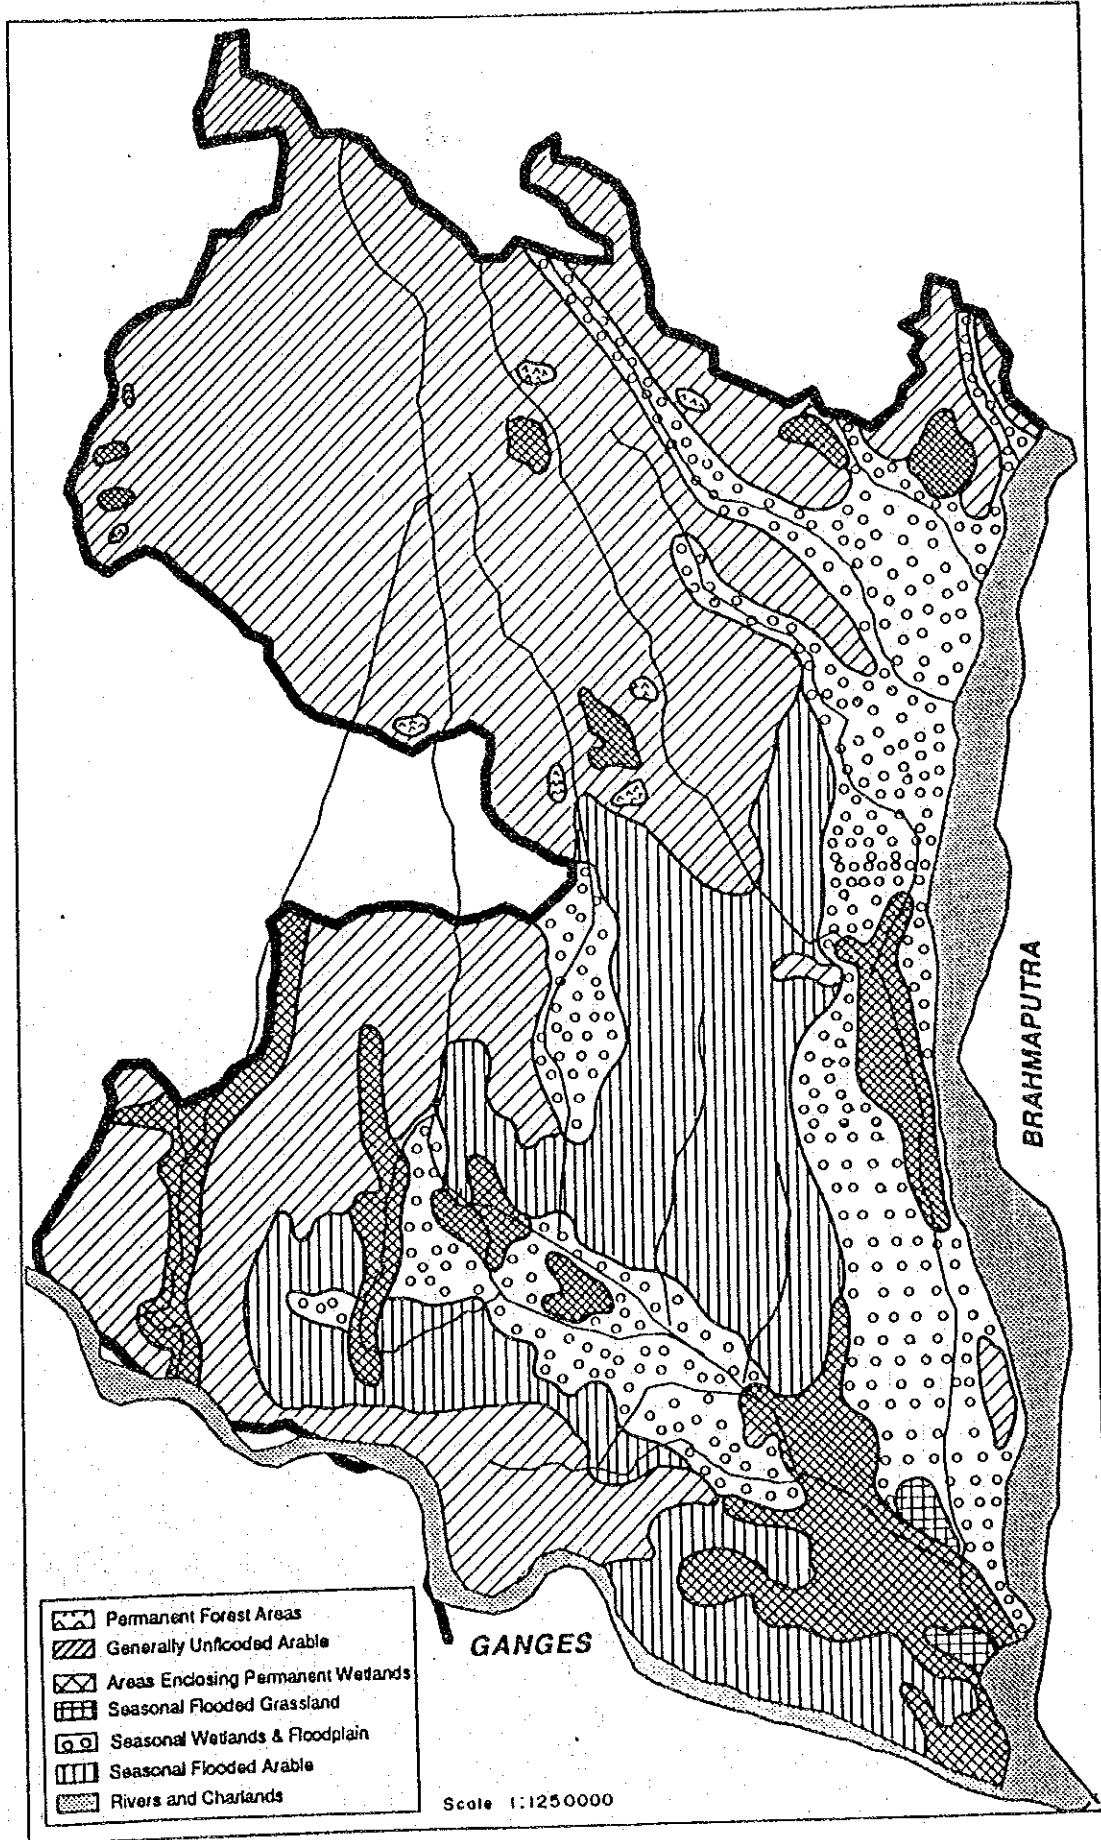 BRAHMAPUTRA
GANGES
Permanent Forest Areas
Generally Unflooded Arable
Areas Enclosing Permanent Wetlands
Seasonal Flooded Grassland
Seasonal Wetlands & Floodplain
Seasonal Flooded Arable
Rivers and Charlands
Scale 1:1250000